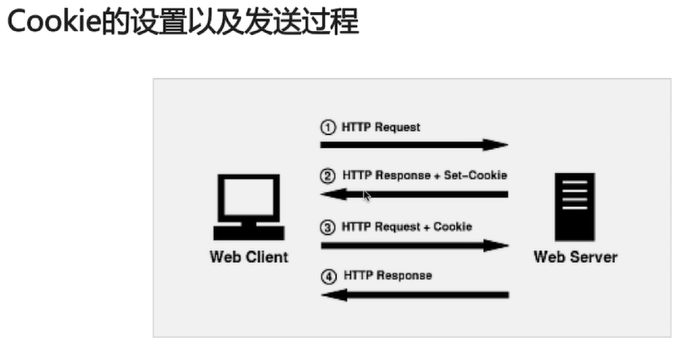 Cookie的设置以及发送过程
① HTTP Request
② HTTP Response + Set-Cookie
③ HTTP Request + Cookie
Web Client
Web Server
④ HTTP Response